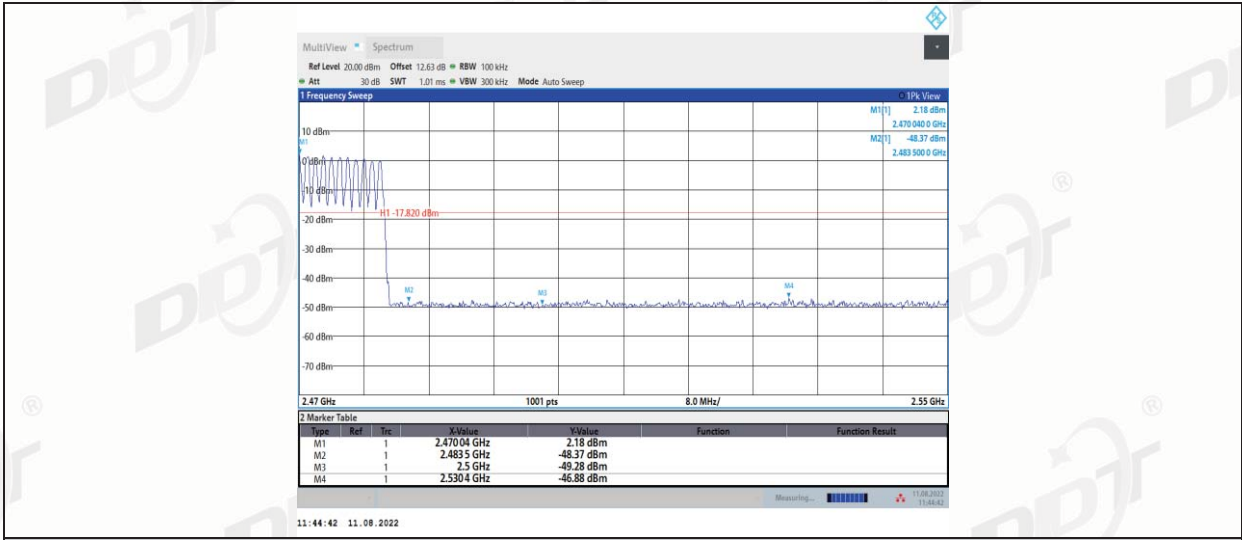 MultiView Spectrum
Ref Level 20.00 dBm Offset 12.63 dB RBW 100 kHz
Att 30 dB SWT 1.01 ms VBW 300 kHz Mode Auto Sweep
1 Frequency Sweep 1Pk View
M1[1] 2.18 dBm
2.470 040 0 GHz
M2[1] -48.37 dBm
2.483 500 0 GHz
10 dBm
M1
0 dBm
-10 dBm
H1 -17.820 dBm
-20 dBm
-30 dBm
-40 dBm
M2 M3 M4
-50 dBm
-60 dBm
-70 dBm
2.47 GHz 1001 pts 8.0 MHz/ 2.55 GHz
2 Marker Table
Type Ref Trc X-Value Y-Value Function Function Result
M1 1 2.47004 GHz 2.18 dBm
M2 1 2.4835 GHz -48.37 dBm
M3 1 2.5 GHz -49.28 dBm
M4 1 2.5304 GHz -46.88 dBm
Measuring... 11.08.2022
11:44:42
11:44:42 11.08.2022
DDT
DDT
DDT
DDT
DDT